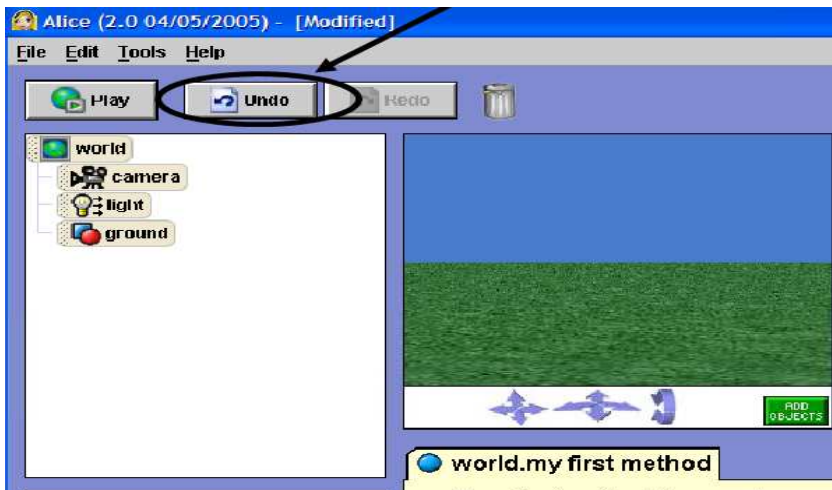 Alice (2.0 04/05/2005) - [Modified]
File Edit Tools Help
Play Undo Redo
world
camera
light
ground
ADD
OBJECTS
world.my first method